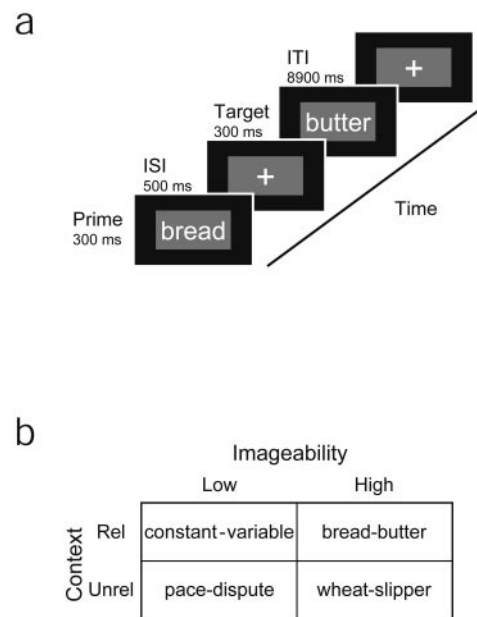 a
ITI
8900 ms
+
Target
300 ms
butter
ISI
500 ms
+
Prime
300 ms
bread
Time
b
Imageability
Low High
Context
Rel constant-variable bread-butter
Unrel pace-dispute wheat-slipper